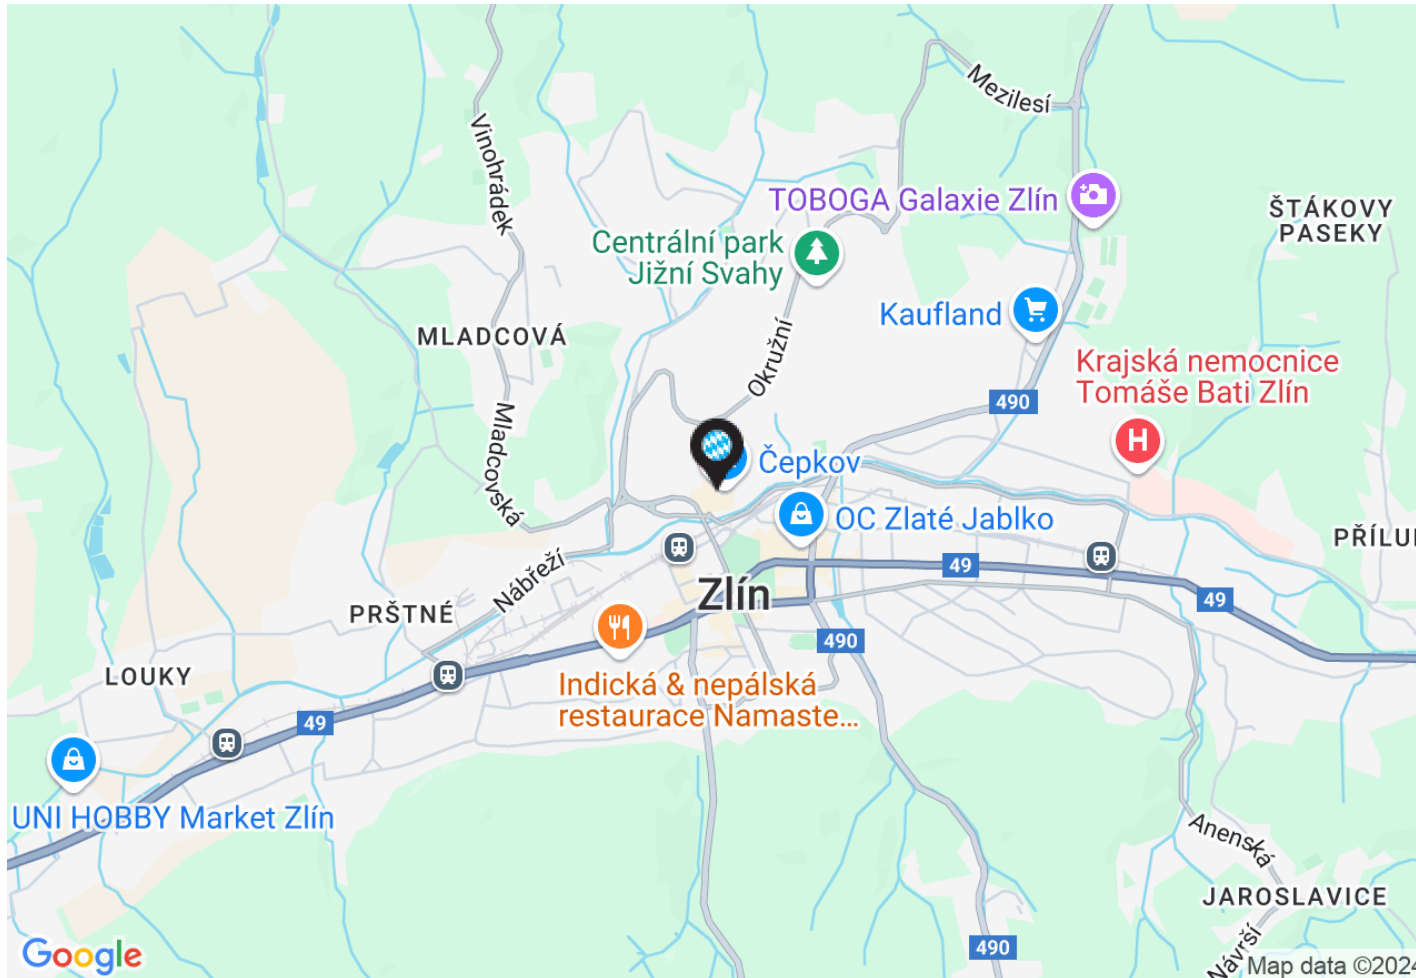 Mezilesí
Vinohrádek
TOBOGA Galaxie Zlín
ŠTÁKOVY
PASEKY
Centrální park
Jižní Svahy
Kaufland
MLADCOVÁ
Okružní
Krajská nemocnice
Tomáše Bati Zlín
490
H
Mladcovská
Čepkov
OC Zlaté Jablko
PŘÍLU
Nábřeží
49
Zlín
49
PRŠTNÉ
490
LOUKY
Indická & nepálská
restaurace Namaste...
49
UNI HOBBY Market Zlín
Anenská
JAROSLAVICE
Návrší
490
Google
Map data ©2024